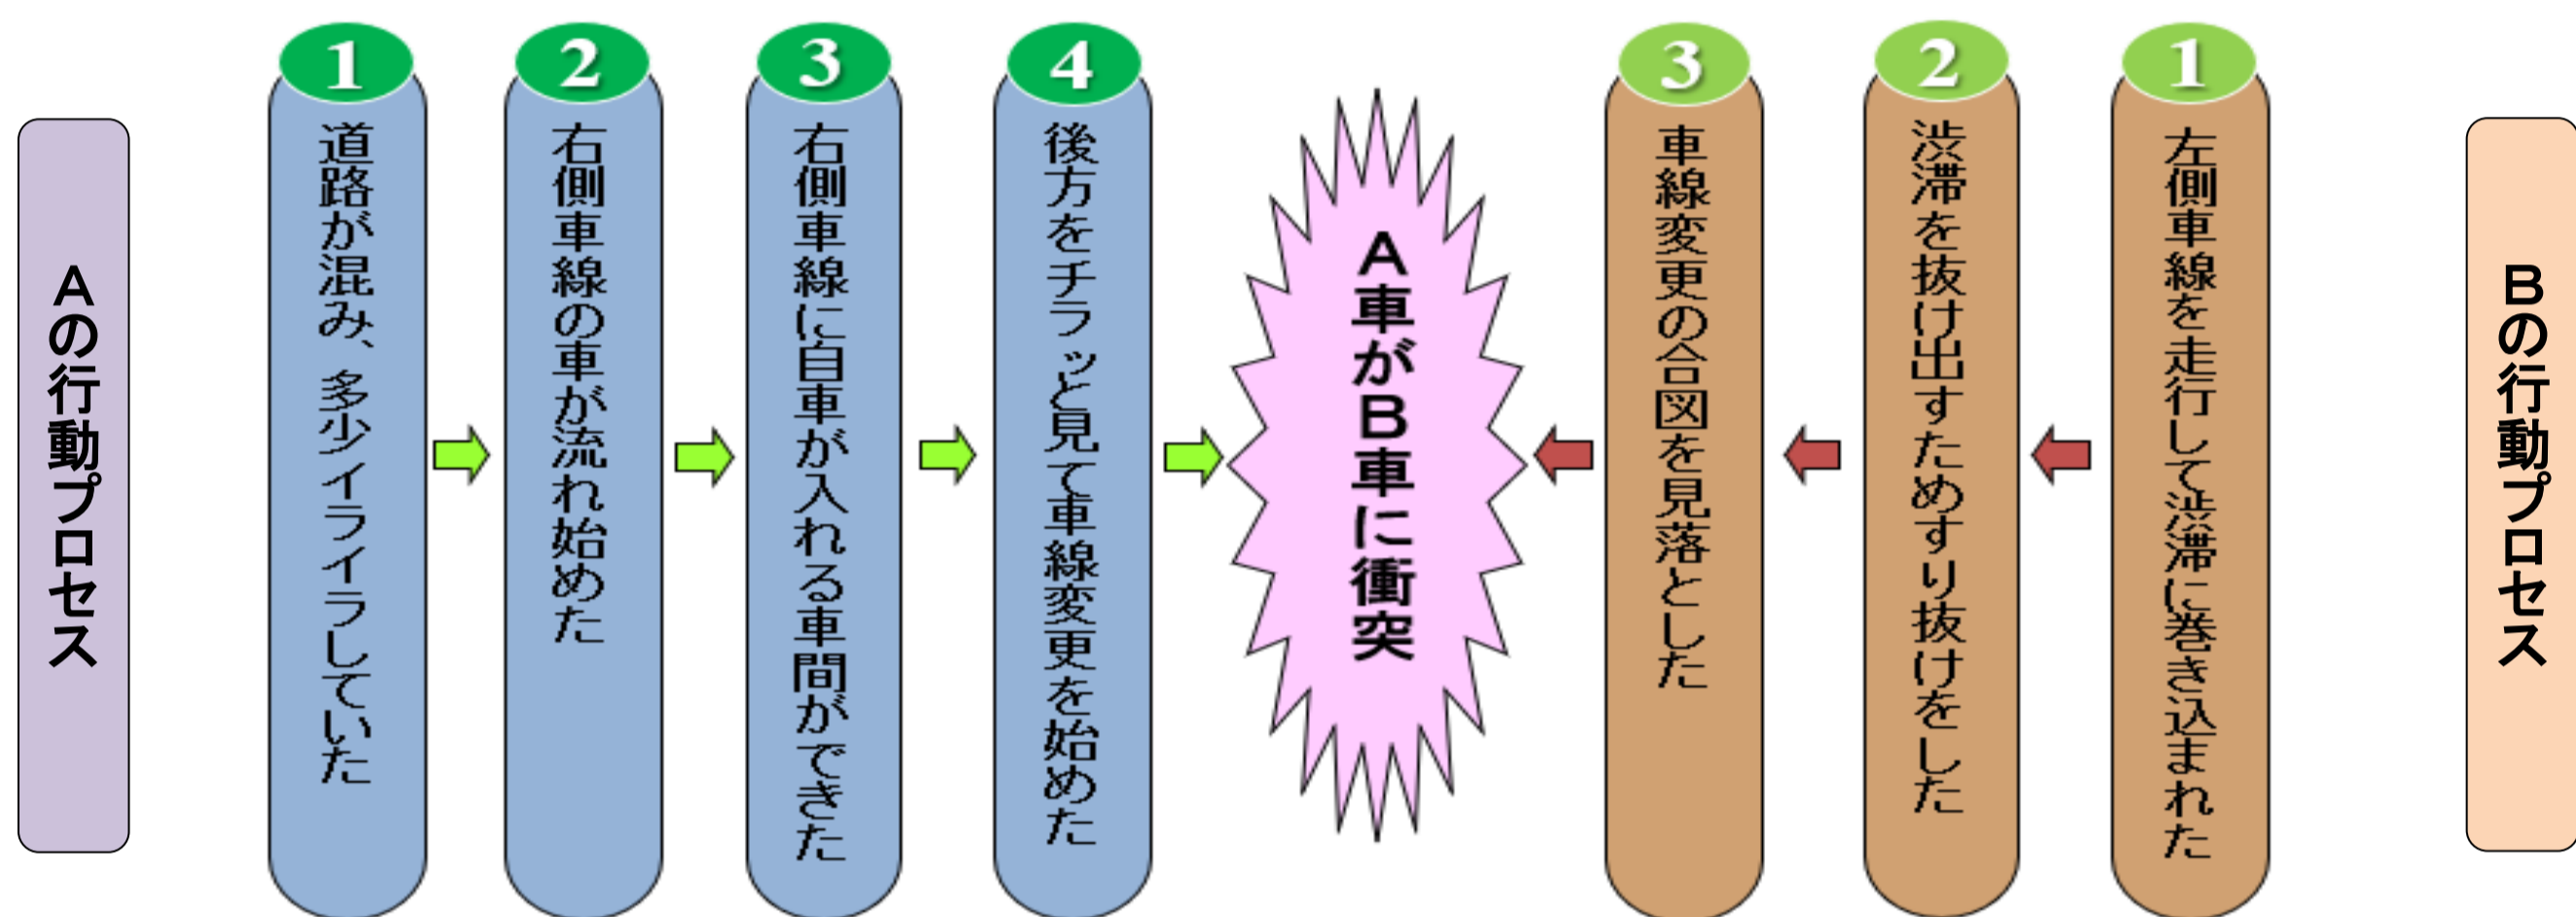 Aの行動プロセス
1
道路が混み、多少イライラしていた
2
右側車線の車が流れ始めた
3
右側車線に自車が入れる車間ができた
4
後方をチラッと見て車線変更を始めた
A車がB車に衝突
3
車線変更の合図を見落とした
2
渋滞を抜け出すためすり抜けをした
1
左側車線を走行して渋滞に巻き込まれた
Bの行動プロセス